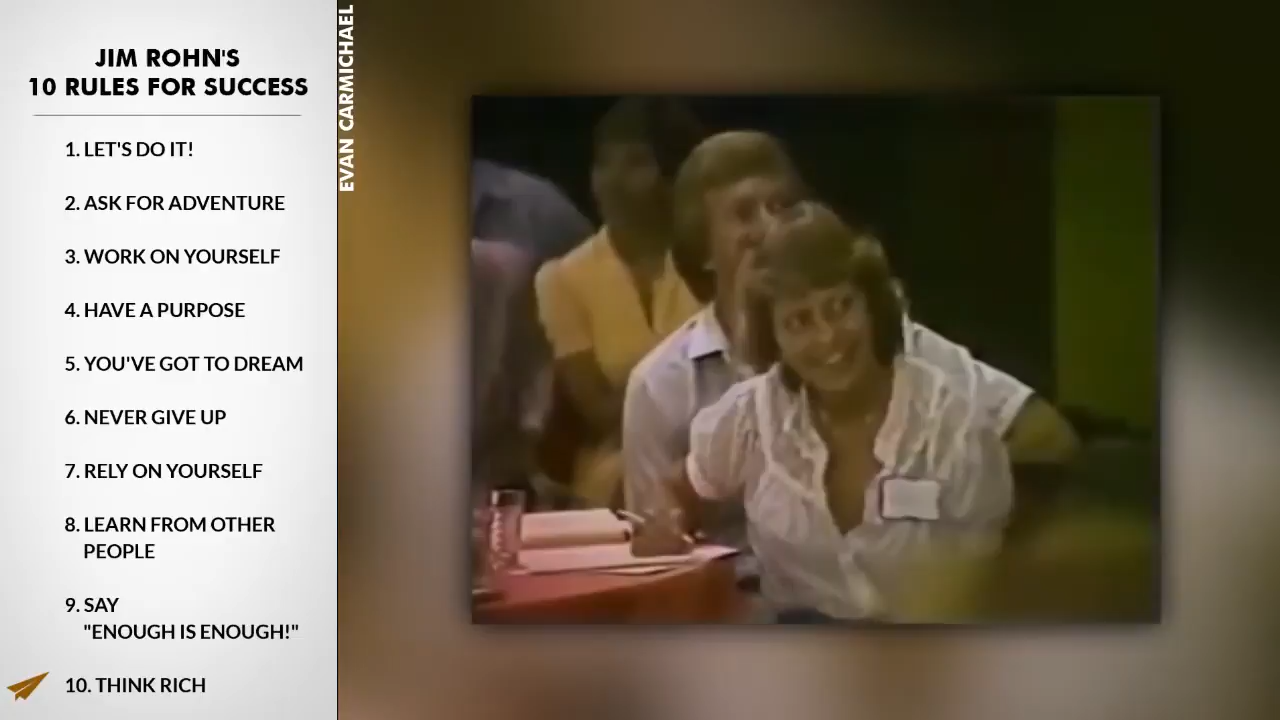 JIM ROHN'S
10 RULES FOR SUCCESS
1. LET'S DO IT!
2. ASK FOR ADVENTURE
3. WORK ON YOURSELF
4. HAVE A PURPOSE
5. YOU'VE GOT TO DREAM
6. NEVER GIVE UP
7. RELY ON YOURSELF
8. LEARN FROM OTHER
PEOPLE
9. SAY
"ENOUGH IS ENOUGH!"
10. THINK RICH
EVAN CARMICHAEL